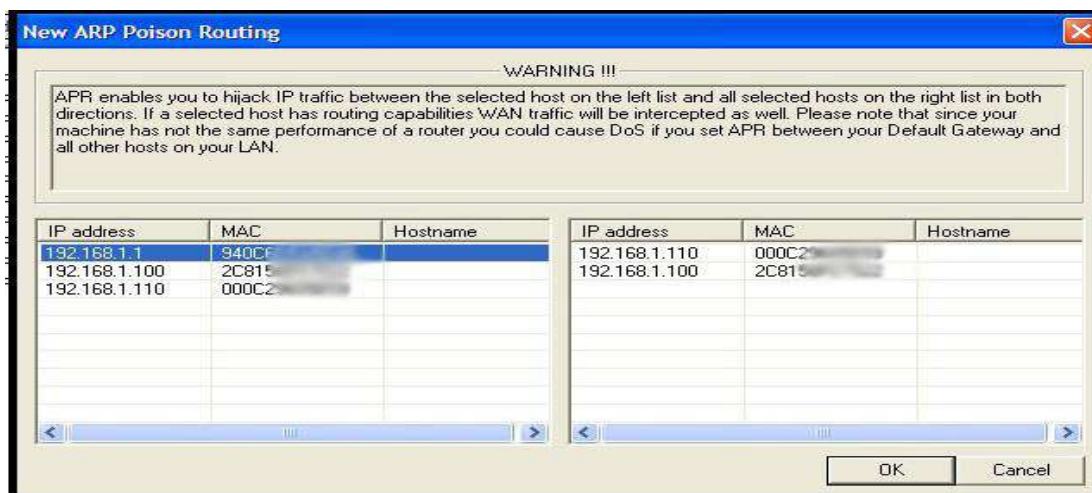 New ARP Poison Routing
WARNING !!!
APR enables you to hijack IP traffic between the selected host on the left list and all selected hosts on the right list in both
directions. If a selected host has routing capabilities WAN traffic will be intercepted as well. Please note that since your
machine has not the same performance of a router you could cause DoS if you set APR between your Default Gateway and
all other hosts on your LAN.
IP address MAC Hostname
192.168.1.1
192.168.1.100
192.168.1.110
IP address MAC Hostname
192.168.1.110
192.168.1.100
OK Cancel